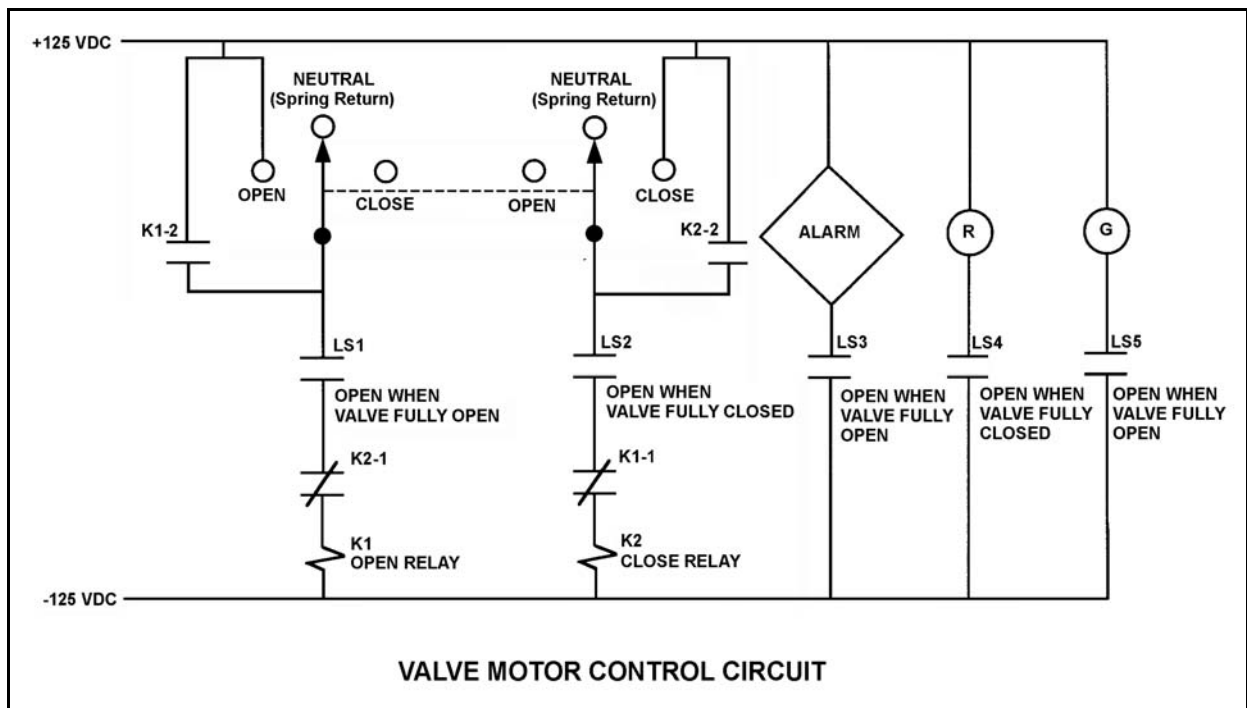 +125 VDC
NEUTRAL
(Spring Return)
NEUTRAL
(Spring Return)
OPEN
CLOSE
OPEN
CLOSE
K1-2
K2-2
ALARM
R
G
LS1
OPEN WHEN
VALVE FULLY OPEN
LS2
OPEN WHEN
VALVE FULLY CLOSED
LS3
OPEN WHEN
VALVE FULLY
OPEN
LS4
OPEN WHEN
VALVE FULLY
CLOSED
LS5
OPEN WHEN
VALVE FULLY
OPEN
K2-1
K1-1
K1
OPEN RELAY
K2
CLOSE RELAY
-125 VDC
VALVE MOTOR CONTROL CIRCUIT